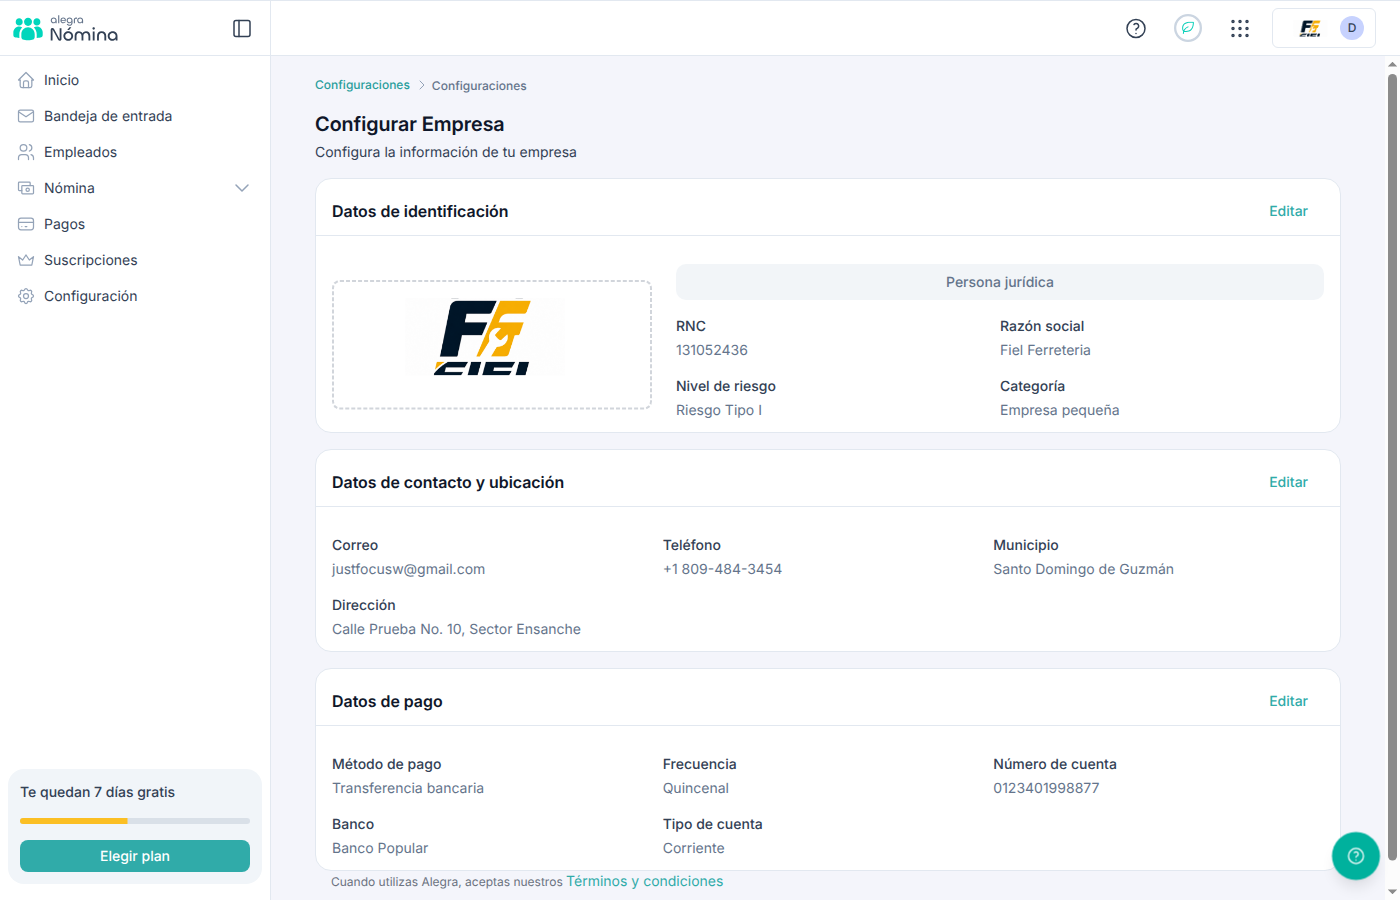 alegra
Nómina
D
Inicio
Bandeja de entrada
Empleados
Nómina
Pagos
Suscripciones
Configuración
Te quedan 7 días gratis
Elegir plan
Configuraciones > Configuraciones
Configurar Empresa
Configura la información de tu empresa
Datos de identificación
Editar
Persona jurídica
RNC
131052436
Razón social
Fiel Ferreteria
Nivel de riesgo
Riesgo Tipo I
Categoría
Empresa pequeña
Datos de contacto y ubicación
Editar
Correo
justfocusw@gmail.com
Teléfono
+1 809-484-3454
Municipio
Santo Domingo de Guzmán
Dirección
Calle Prueba No. 10, Sector Ensanche
Datos de pago
Editar
Método de pago
Transferencia bancaria
Frecuencia
Quincenal
Número de cuenta
0123401998877
Banco
Banco Popular
Tipo de cuenta
Corriente
Cuando utilizas Alegra, aceptas nuestros Términos y condiciones